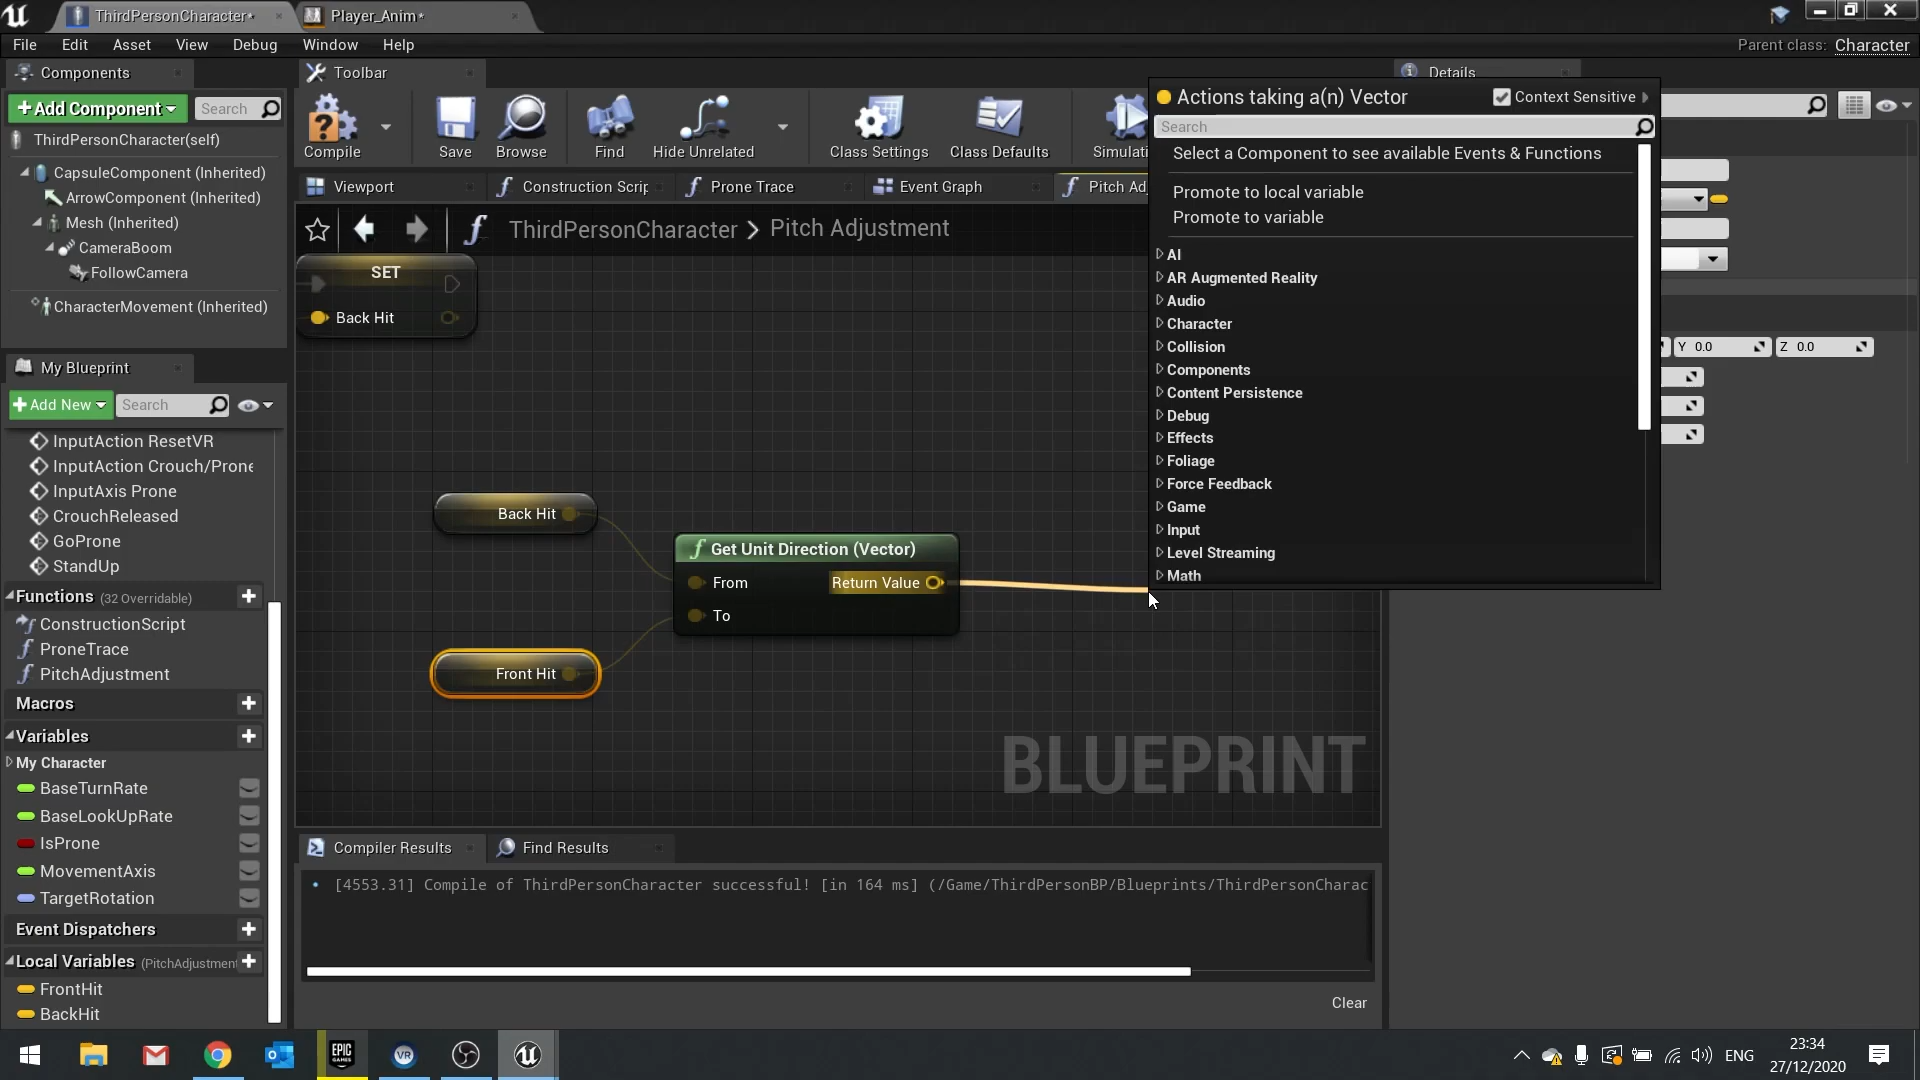 ThirdPersonCharacter*
Player_Anim*
File
Edit
Asset
View
Debug
Window
Help
Parent class: Character
Components
Toolbar
Details
+Add Component
Search
ThirdPersonCharacter(self)
CapsuleComponent (Inherited)
ArrowComponent (Inherited)
Mesh (Inherited)
CameraBoom
FollowCamera
CharacterMovement (Inherited)
Compile
Save
Browse
Find
Hide Unrelated
Class Settings
Class Defaults
Simulati
Viewport
Construction Scrip
Prone Trace
Event Graph
Pitch Adj
ThirdPersonCharacter > Pitch Adjustment
Actions taking a(n) Vector
Context Sensitive
Search
Select a Component to see available Events & Functions
Promote to local variable
Promote to variable
AI
AR Augmented Reality
Audio
Character
Collision
Components
Content Persistence
Debug
Effects
Foliage
Force Feedback
Game
Input
Level Streaming
Math
Y 0.0
Z 0.0
My Blueprint
+Add New
Search
InputAction ResetVR
InputAction Crouch/Prone
InputAxis Prone
CrouchReleased
GoProne
StandUp
Functions (32 Overridable)
ConstructionScript
ProneTrace
PitchAdjustment
Macros
Variables
My Character
BaseTurnRate
BaseLookUpRate
IsProne
MovementAxis
TargetRotation
Event Dispatchers
Local Variables (PitchAdjustment
FrontHit
BackHit
SET
Back Hit
Back Hit
Get Unit Direction (Vector)
From
Return Value
To
Front Hit
BLUEPRINT
Compiler Results
Find Results
[4553.31] Compile of ThirdPersonCharacter successful! [in 164 ms] (/Game/ThirdPersonBP/Blueprints/ThirdPersonCharac
Clear
EPIC
GAMES
VR
ENG
23:34
27/12/2020